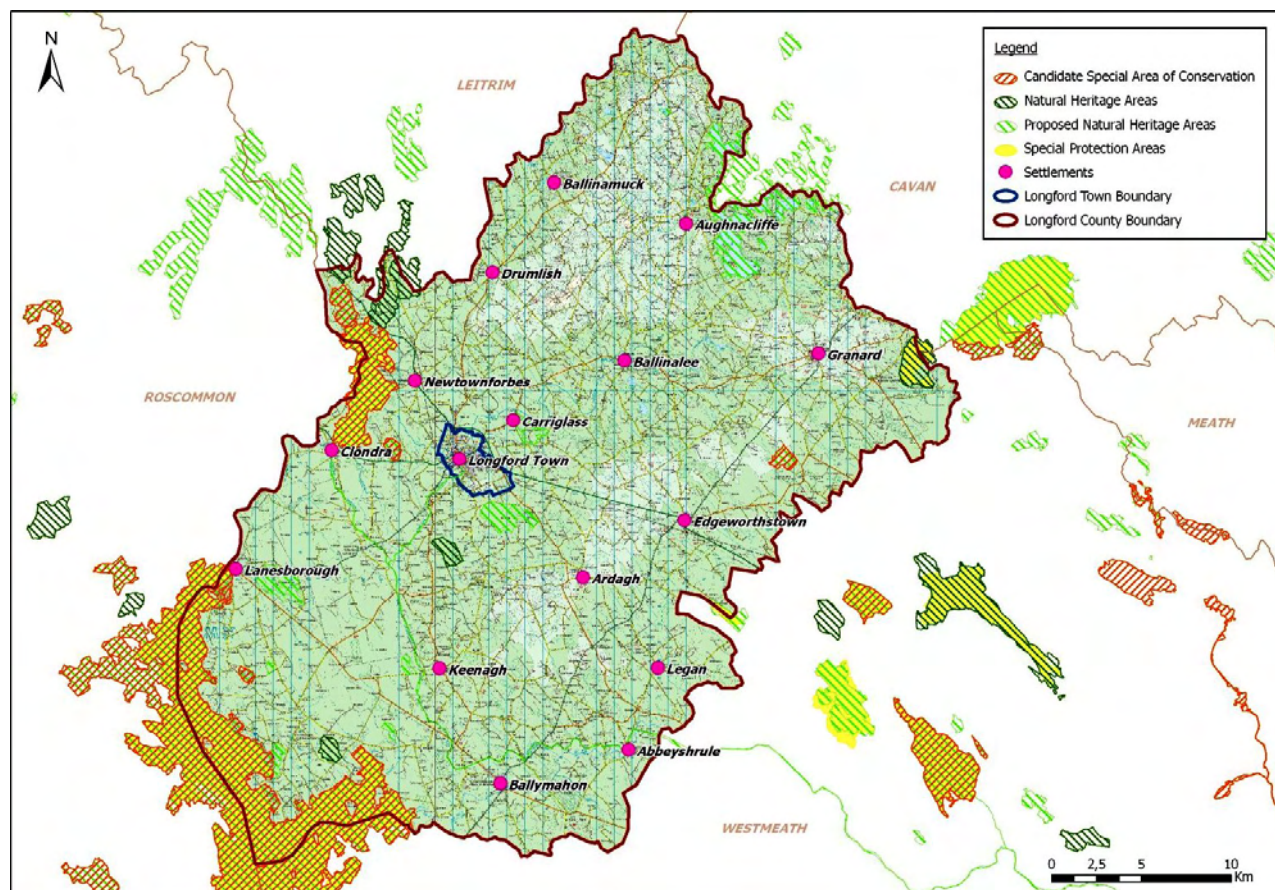 N
LEITRIM
Legend
Candidate Special Area of Conservation
Natural Heritage Areas
Proposed Natural Heritage Areas
Special Protection Areas
Settlements
Longford Town Boundary
Longford County Boundary
Ballinamuck
CAVAN
Aughnacliffe
Drumlish
Granard
Ballinalee
Newtownforbes
ROSCOMMON
Carriglass
MEATH
Clondra
Longford Town
Edgeworthstown
Lanesborough
Ardagh
Keenagh
Legan
Abbeyshrule
Ballymahon
WESTMEATH
0 2,5 5 10
Km